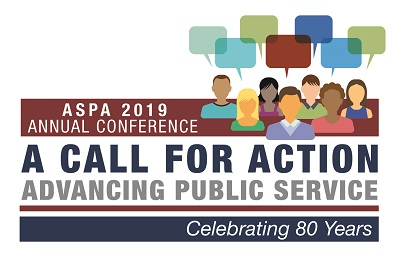 ASPA 2019
ANNUAL CONFERENCE
A CALL FOR ACTION
ADVANCING PUBLIC SERVICE
Celebrating 80 Years